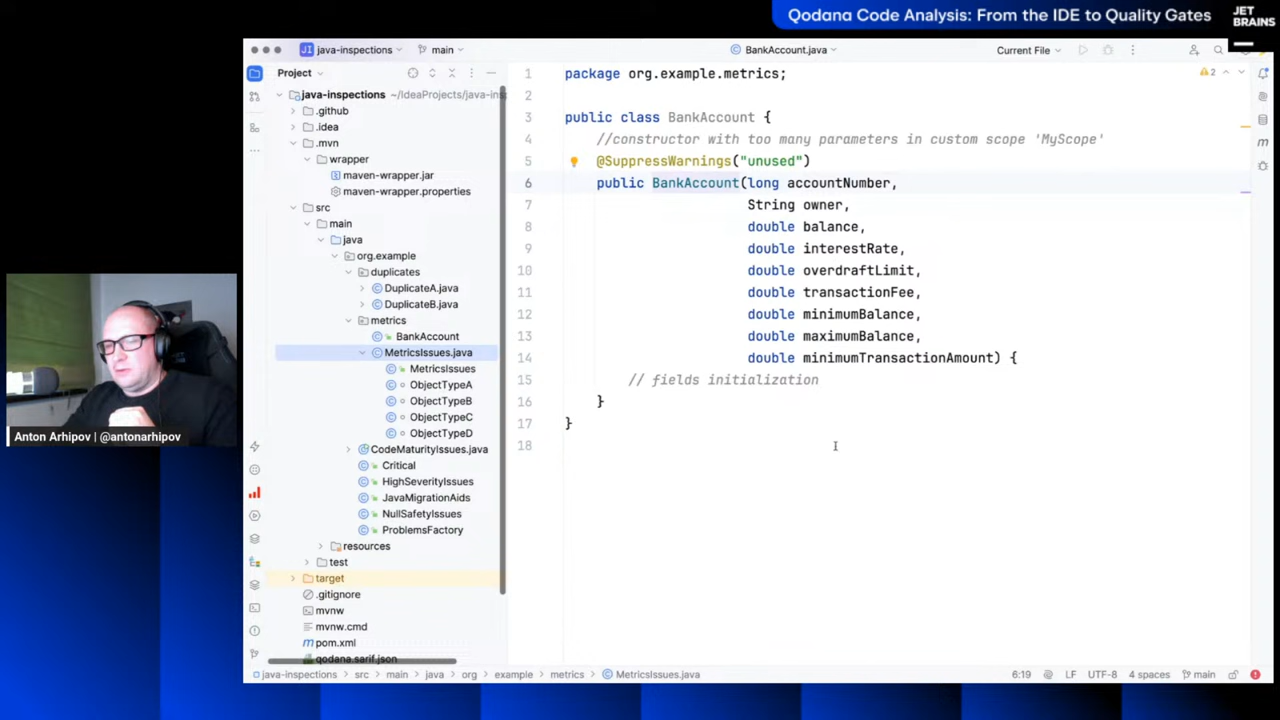 Qodana Code Analysis: From the IDE to Quality Gates
JET
BRAINS
JI java-inspections
main
BankAccount.java
Current File
Project
java-inspections ~/IdeaProjects/java-ins
.github
.idea
.mvn
wrapper
maven-wrapper.jar
maven-wrapper.properties
src
main
java
org.example
duplicates
DuplicateA.java
DuplicateB.java
metrics
BankAccount
MetricsIssues.java
MetricsIssues
ObjectTypeA
ObjectTypeB
ObjectTypeC
ObjectTypeD
CodeMaturityIssues.java
Critical
HighSeverityIssues
JavaMigrationAids
NullSafetyIssues
ProblemsFactory
resources
test
target
.gitignore
mvnw
mvnw.cmd
pom.xml
qodana.sarif.json
2
1 package org.example.metrics;
2
3 public class BankAccount {
4 //constructor with too many parameters in custom scope 'MyScope'
5 @SuppressWarnings("unused")
6 public BankAccount(long accountNumber,
7 String owner,
8 double balance,
9 double interestRate,
10 double overdraftLimit,
11 double transactionFee,
12 double minimumBalance,
13 double maximumBalance,
14 double minimumTransactionAmount) {
15 // fields initialization
16 }
17 }
18
Anton Arhipov | @antonarhipov
java-inspections > src > main > java > org > example > metrics > MetricsIssues.java
6:19 LF UTF-8 4 spaces main